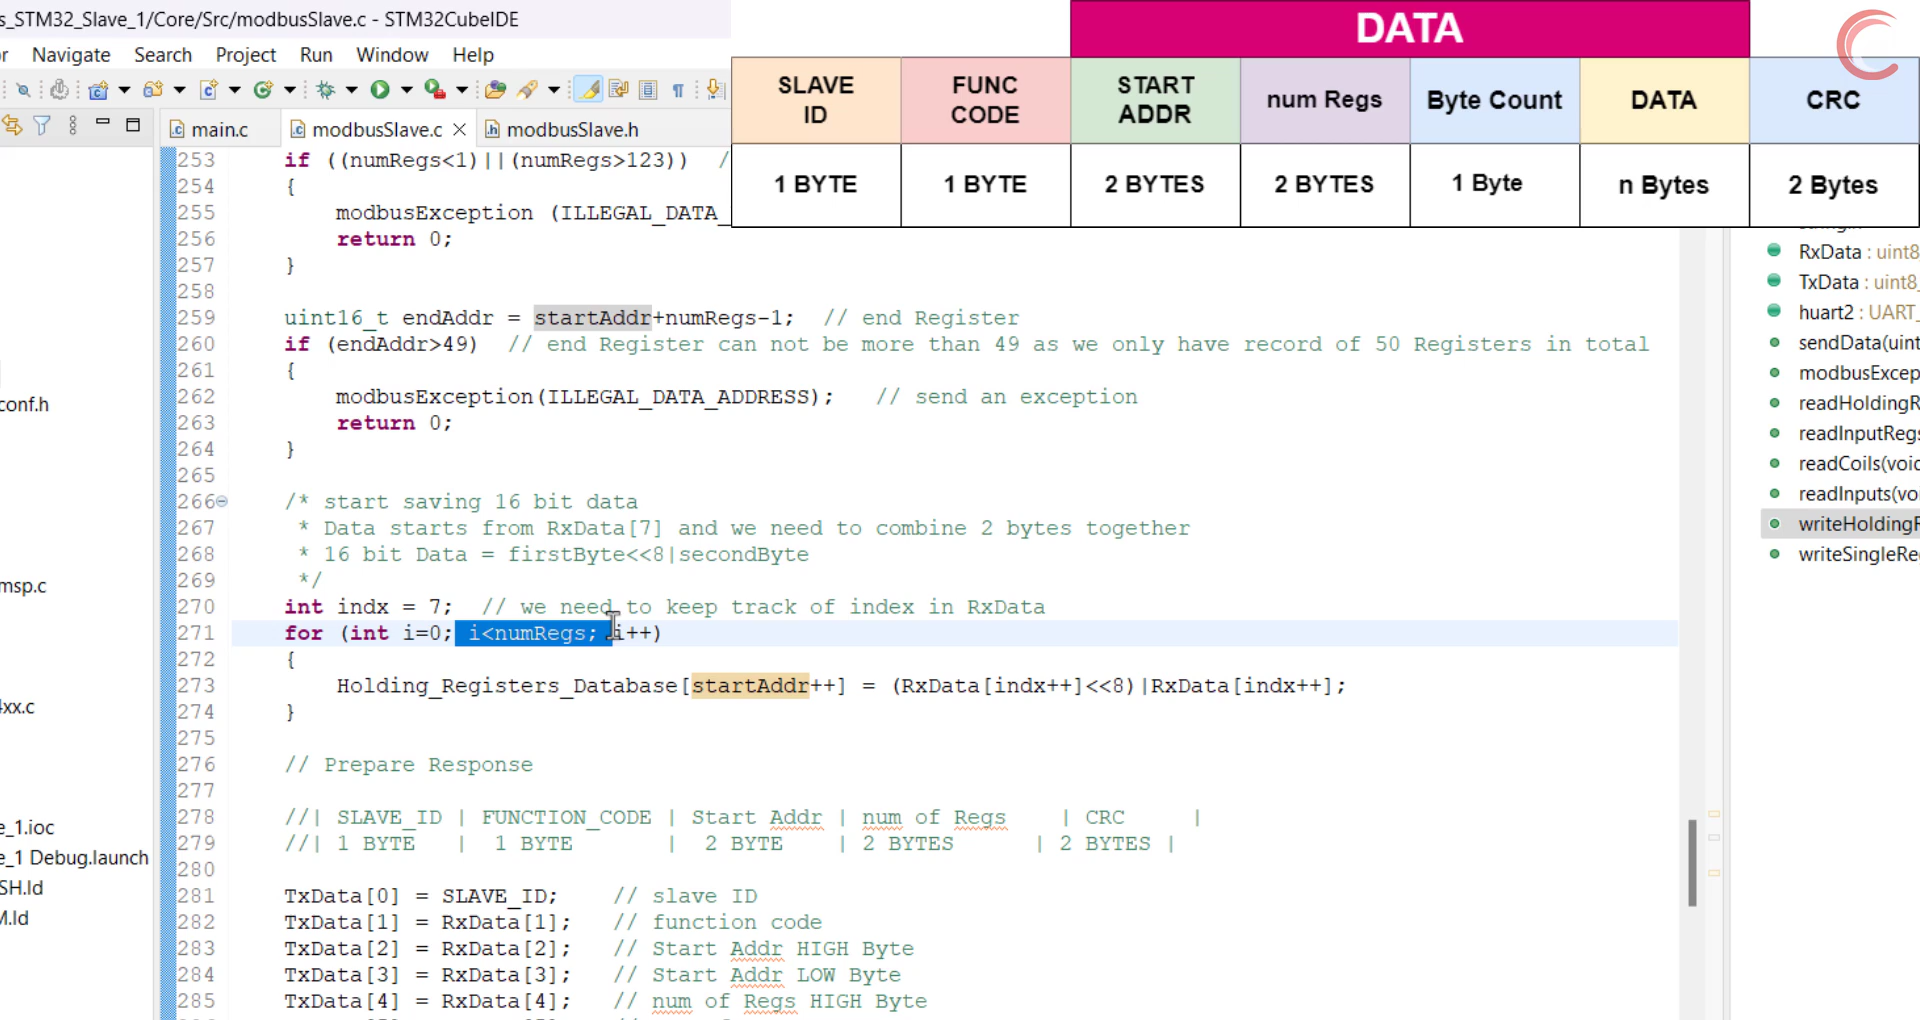 s_STM32_Slave_1/Core/Src/modbusSlave.c - STM32CubeIDE
r Navigate Search Project Run Window Help
DATA
SLAVE ID FUNC CODE START ADDR num Regs Byte Count DATA CRC
1 BYTE 1 BYTE 2 BYTES 2 BYTES 1 Byte n Bytes 2 Bytes
main.c modbusSlave.c modbusSlave.h
253 if ((numRegs<1)||(numRegs>123)) /
254 {
255 modbusException (ILLEGAL_DATA_
256 return 0;
257 }
258
259 uint16_t endAddr = startAddr+numRegs-1; // end Register
260 if (endAddr>49) // end Register can not be more than 49 as we only have record of 50 Registers in total
261 {
262 modbusException(ILLEGAL_DATA_ADDRESS); // send an exception
263 return 0;
264 }
265
266 /* start saving 16 bit data
267 * Data starts from RxData[7] and we need to combine 2 bytes together
268 * 16 bit Data = firstByte<<8|secondByte
269 */
270 int indx = 7; // we need to keep track of index in RxData
271 for (int i=0; i<numRegs; i++)
272 {
273 Holding_Registers_Database[startAddr++] = (RxData[indx++]<<8)|RxData[indx++];
274 }
275
276 // Prepare Response
277
278 //| SLAVE_ID | FUNCTION_CODE | Start Addr | num of Regs | CRC |
279 //| 1 BYTE | 1 BYTE | 2 BYTE | 2 BYTES | 2 BYTES |
280
281 TxData[0] = SLAVE_ID; // slave ID
282 TxData[1] = RxData[1]; // function code
283 TxData[2] = RxData[2]; // Start Addr HIGH Byte
284 TxData[3] = RxData[3]; // Start Addr LOW Byte
285 TxData[4] = RxData[4]; // num of Regs HIGH Byte
conf.h
msp.c
4xx.c
e_1.ioc
e_1 Debug.launch
SH.ld
M.ld
RxData : uint8_
TxData : uint8_
huart2 : UART_
sendData(uint
modbusExcep
readHoldingR
readInputRegs
readCoils(void
readInputs(vo
writeHoldingR
writeSingleReg